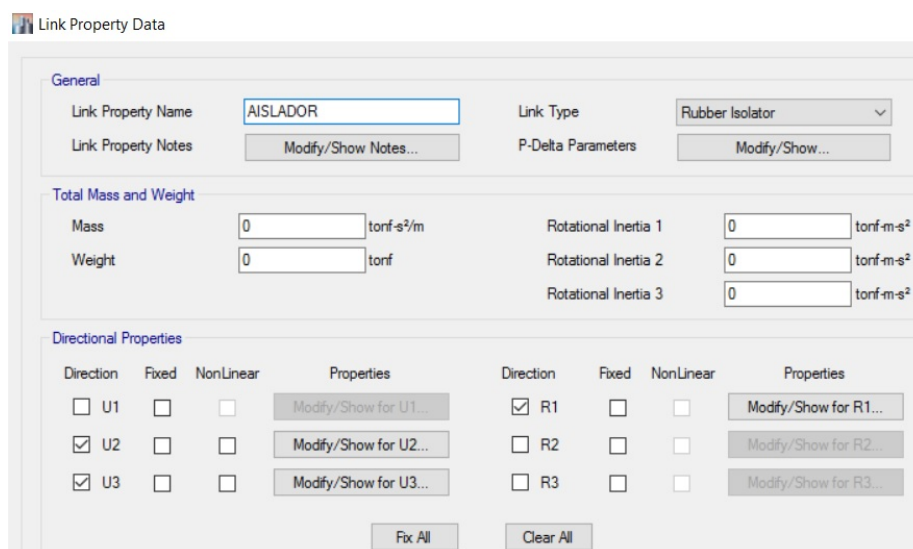 Link Property Data
General
Link Property Name AISLADOR Link Type Rubber Isolator
Link Property Notes Modify/Show Notes... P-Delta Parameters Modify/Show...
Total Mass and Weight
Mass 0 tonf-s²/m Rotational Inertia 1 0 tonf-m-s²
Weight 0 tonf Rotational Inertia 2 0 tonf-m-s²
Rotational Inertia 3 0 tonf-m-s²
Directional Properties
Direction Fixed NonLinear Properties Direction Fixed NonLinear Properties
U1 Modify/Show for U1... R1 Modify/Show for R1...
U2 Modify/Show for U2... R2 Modify/Show for R2...
U3 Modify/Show for U3... R3 Modify/Show for R3...
Fix All Clear All